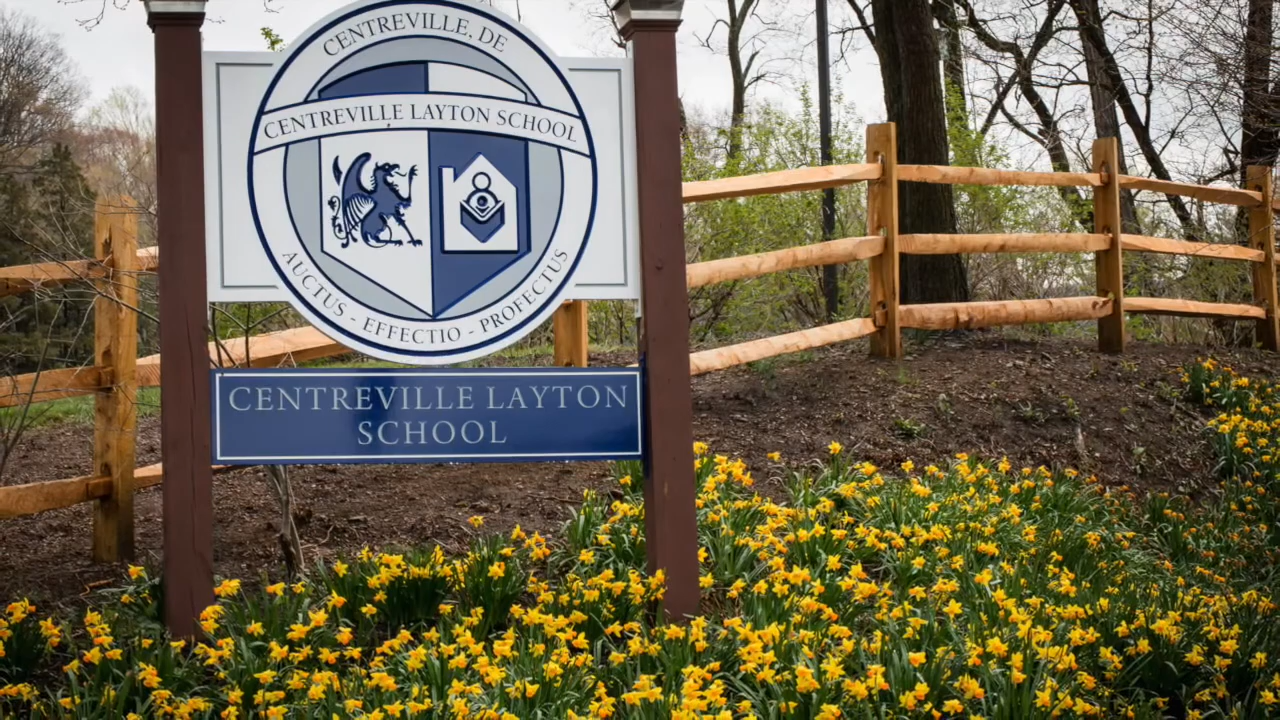 CENTREVILLE, DE
CENTREVILLE LAYTON SCHOOL
AUCTUS - EFFECTIO - PROFECTUS
CENTREVILLE LAYTON
SCHOOL